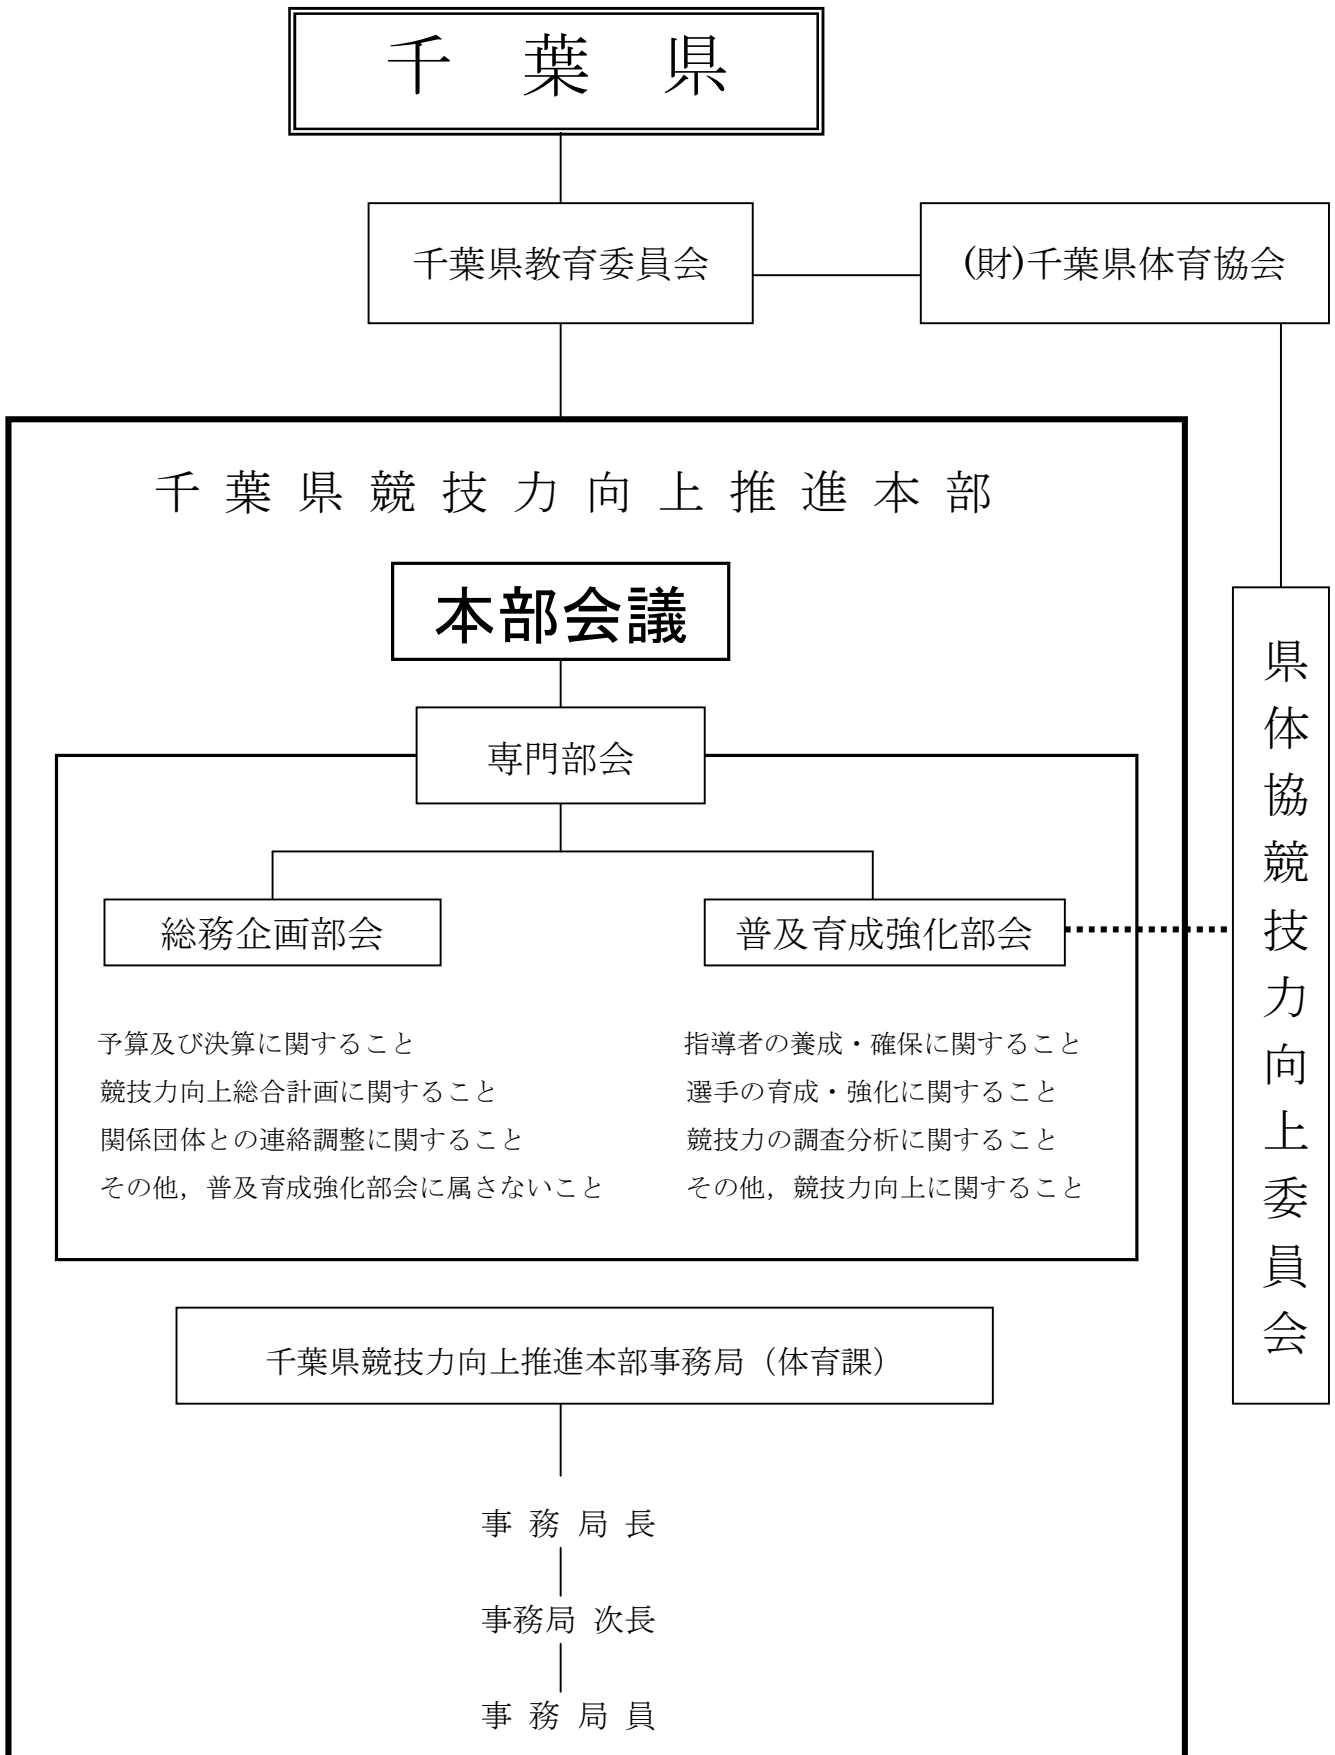 千葉県
千葉県教育委員会
(財)千葉県体育協会
千葉県競技力向上推進本部
本部会議
専門部会
総務企画部会
普及育成強化部会
予算及び決算に関すること
競技力向上総合計画に関すること
関係団体との連絡調整に関すること
その他，普及育成強化部会に属さないこと
指導者の養成・確保に関すること
選手の育成・強化に関すること
競技力の調査分析に関すること
その他，競技力向上に関すること
県体協競技力向上委員会
千葉県競技力向上推進本部事務局（体育課）
事務局長
事務局 次長
事務局員